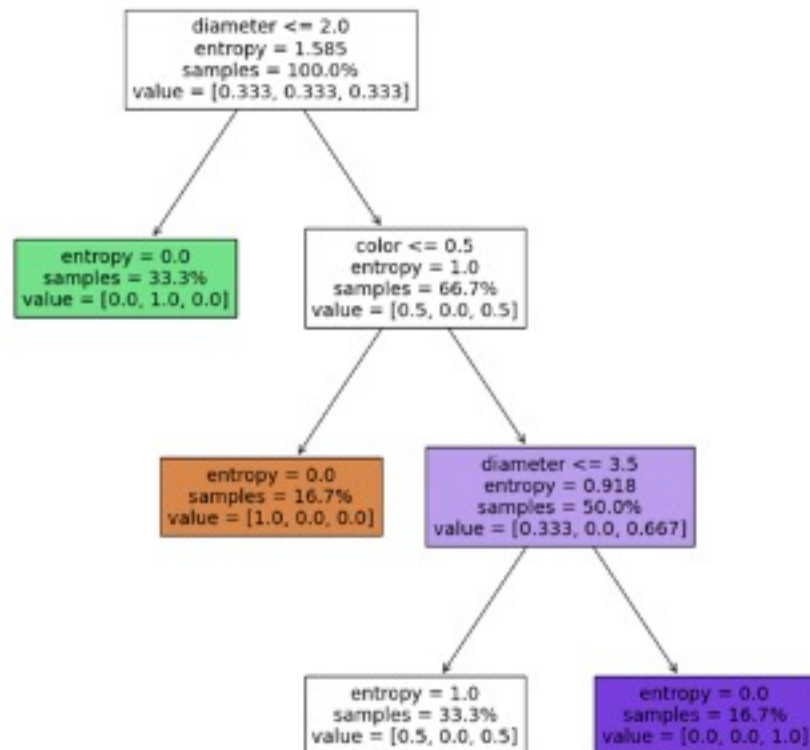 diameter <= 2.0
entropy = 1.585
samples = 100.0%
value = [0.333, 0.333, 0.333]
entropy = 0.0
samples = 33.3%
value = [0.0, 1.0, 0.0]
color <= 0.5
entropy = 1.0
samples = 66.7%
value = [0.5, 0.0, 0.5]
entropy = 0.0
samples = 16.7%
value = [1.0, 0.0, 0.0]
diameter <= 3.5
entropy = 0.918
samples = 50.0%
value = [0.333, 0.0, 0.667]
entropy = 1.0
samples = 33.3%
value = [0.5, 0.0, 0.5]
entropy = 0.0
samples = 16.7%
value = [0.0, 0.0, 1.0]